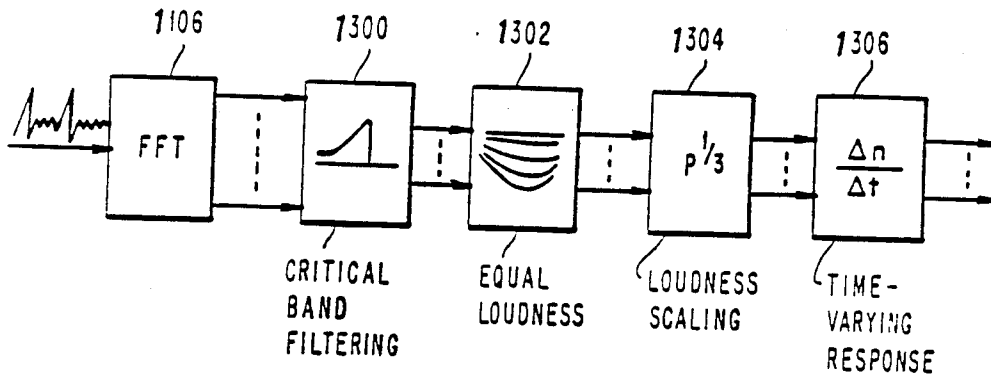 1106
1300
1302
1304
1306
FFT
p 1/3
Δn
Δt
CRITICAL
BAND
FILTERING
EQUAL
LOUDNESS
LOUDNESS
SCALING
TIME-
VARYING
RESPONSE